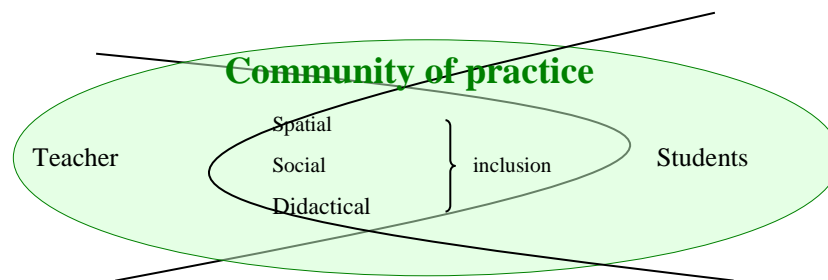 Community of practice
Spatial
Teacher
Social
inclusion
Students
Didactical